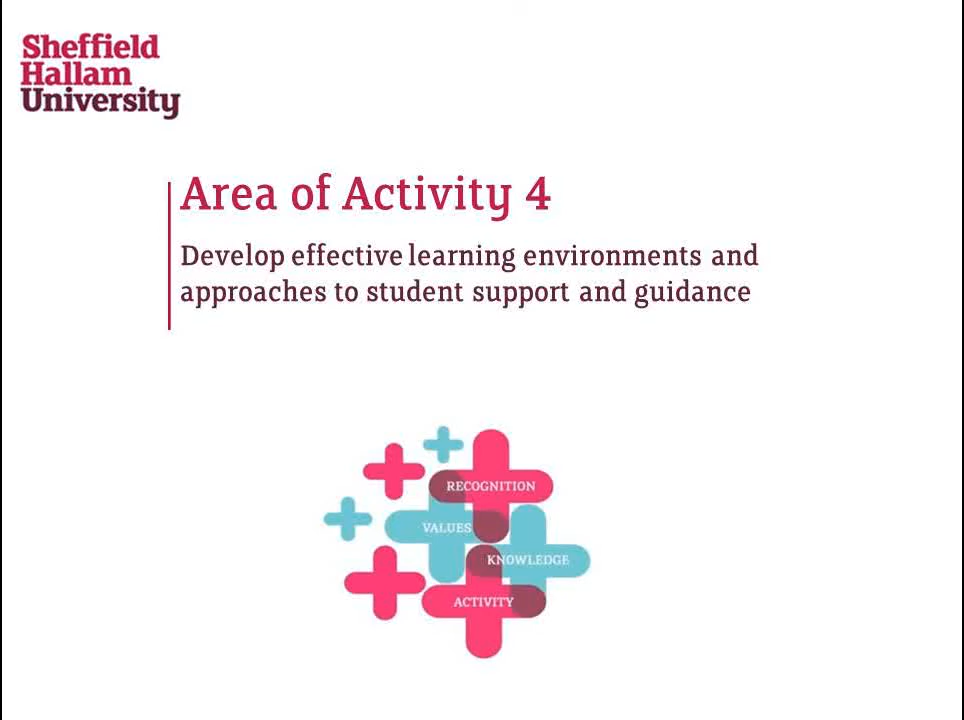 Sheffield
Hallam
University
Area of Activity 4
Develop effective learning environments and
approaches to student support and guidance
RECOGNITION
VALUES
KNOWLEDGE
ACTIVITY